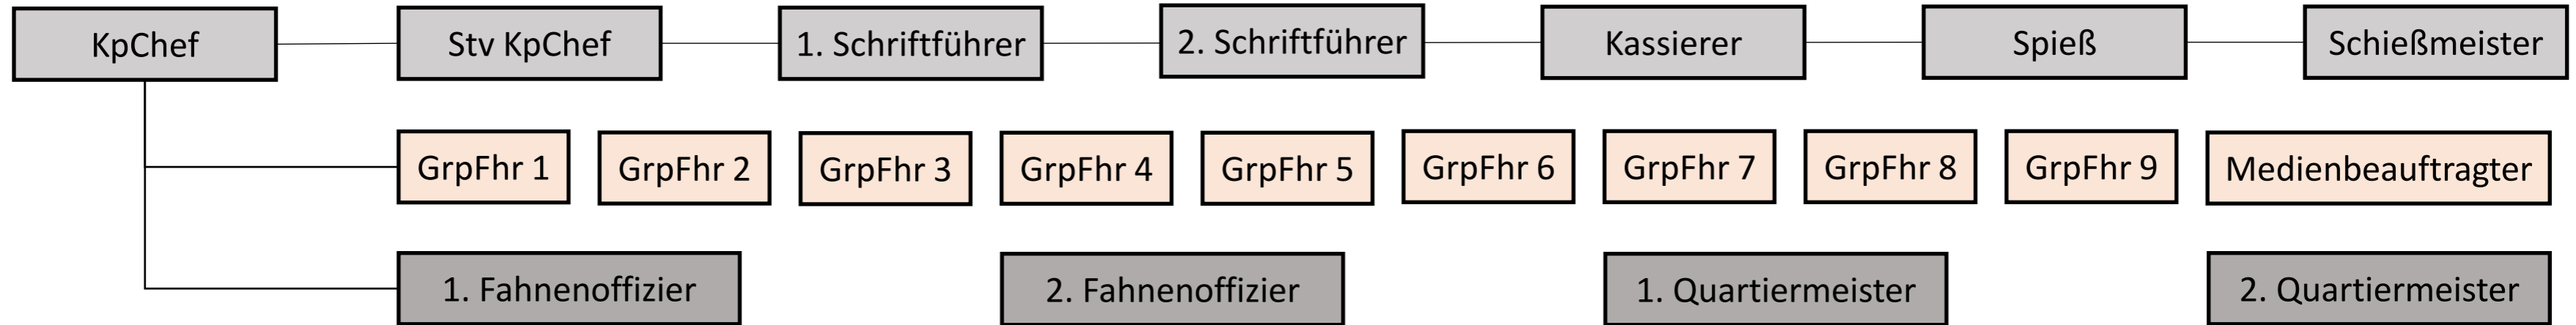 KpChef
Stv KpChef
1. Schriftführer
2. Schriftführer
Kassierer
Spieß
Schießmeister
GrpFhr 1
GrpFhr 2
GrpFhr 3
GrpFhr 4
GrpFhr 5
GrpFhr 6
GrpFhr 7
GrpFhr 8
GrpFhr 9
Medienbeauftragter
1. Fahnenoffizier
2. Fahnenoffizier
1. Quartiermeister
2. Quartiermeister